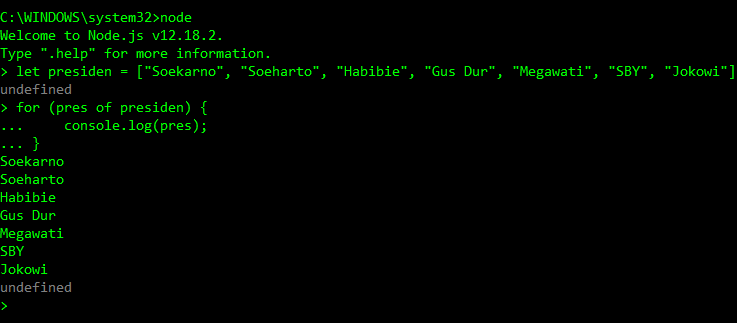 C:\WINDOWS\system32>node
Welcome to Node.js v12.18.2.
Type ".help" for more information.
> let presiden = ["Soekarno", "Soeharto", "Habibie", "Gus Dur", "Megawati", "SBY", "Jokowi"]
undefined
> for (pres of presiden) {
...     console.log(pres);
... }
Soekarno
Soeharto
Habibie
Gus Dur
Megawati
SBY
Jokowi
undefined
>